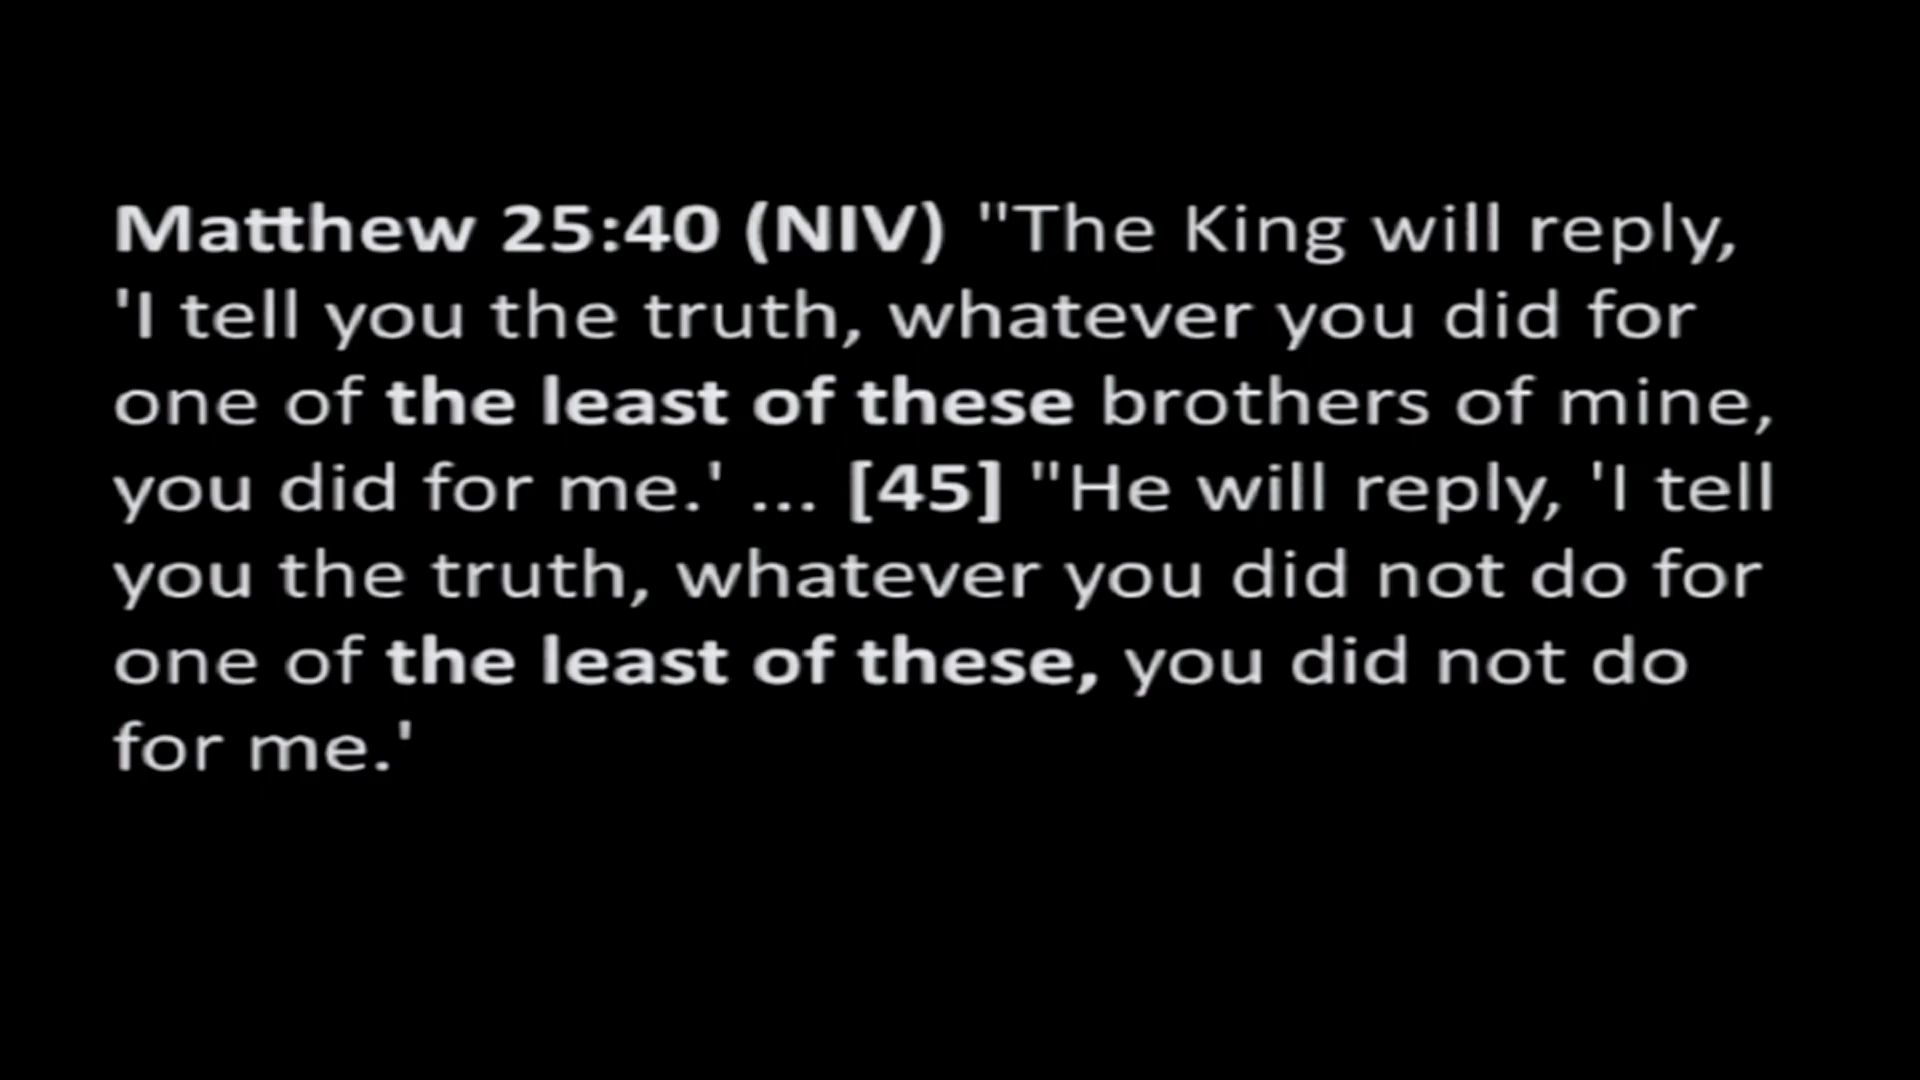 Matthew 25:40 (NIV) "The King will reply,
'I tell you the truth, whatever you did for
one of the least of these brothers of mine,
you did for me.' ... [45] "He will reply, 'I tell
you the truth, whatever you did not do for
one of the least of these, you did not do
for me.'